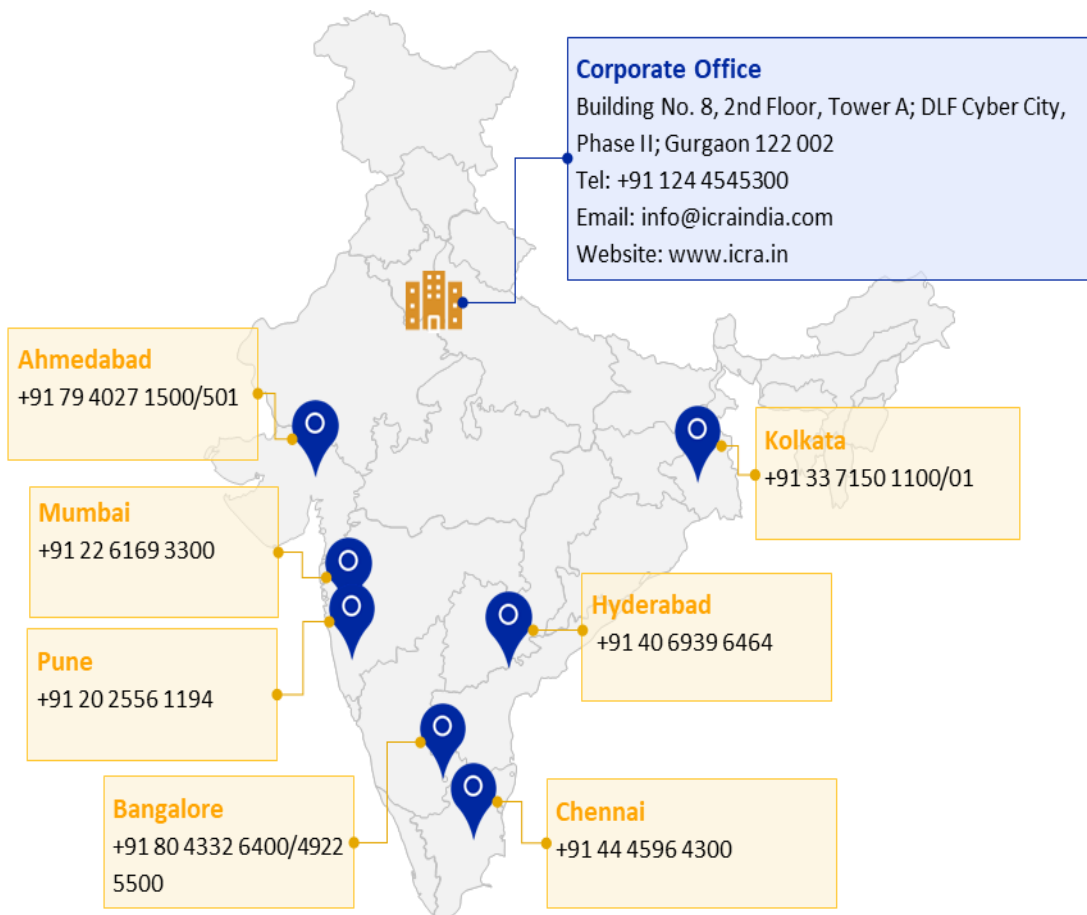 Corporate Office
Building No. 8, 2nd Floor, Tower A; DLF Cyber City,
Phase II; Gurgaon 122 002
Tel: +91 124 4545300
Email: info@icraindia.com
Website: www.icra.in
Ahmedabad
+91 79 4027 1500/501
Kolkata
+91 33 7150 1100/01
Mumbai
+91 22 6169 3300
Hyderabad
+91 40 6939 6464
Pune
+91 20 2556 1194
Bangalore
+91 80 4332 6400/4922
5500
Chennai
+91 44 4596 4300